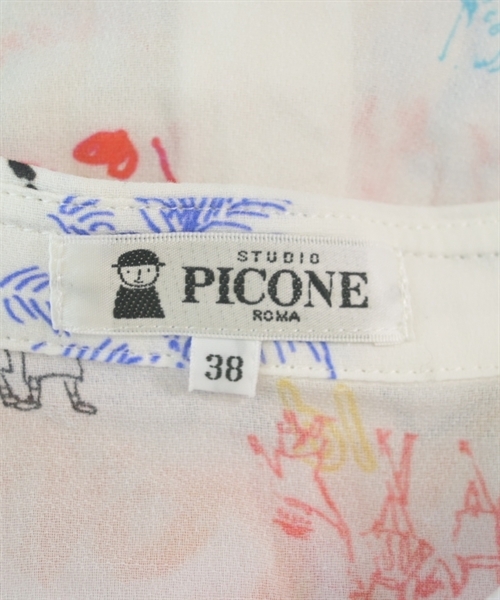 STUDIO
PICONE
ROMA
38